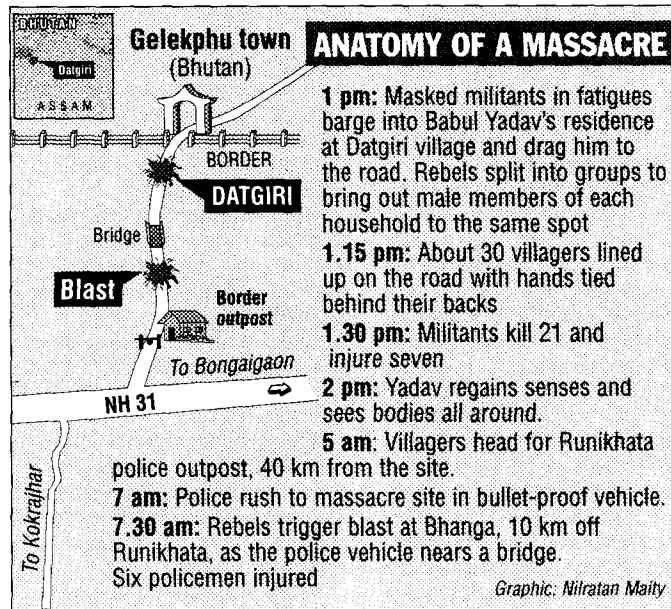 BHUTAN
Datgiri
ASSAM
Gelekphu town
(Bhutan)
BORDER
DATGIRI
Bridge
Blast
Border
outpost
To Bongaigaon
NH 31
To Kokrajhar
ANATOMY OF A MASSACRE
1 pm: Masked militants in fatigues
barge into Babul Yadav's residence
at Datgiri village and drag him to
the road. Rebels split into groups to
bring out male members of each
household to the same spot
1.15 pm: About 30 villagers lined
up on the road with hands tied
behind their backs
1.30 pm: Militants kill 21 and
injure seven
2 pm: Yadav regains senses and
sees bodies all around.
5 am: Villagers head for Runikhata
police outpost, 40 km from the site.
7 am: Police rush to massacre site in bullet-proof vehicle.
7.30 am: Rebels trigger blast at Bhanga, 10 km off
Runikhata, as the police vehicle nears a bridge.
Six policemen injured
Graphic: Nilratan Maity